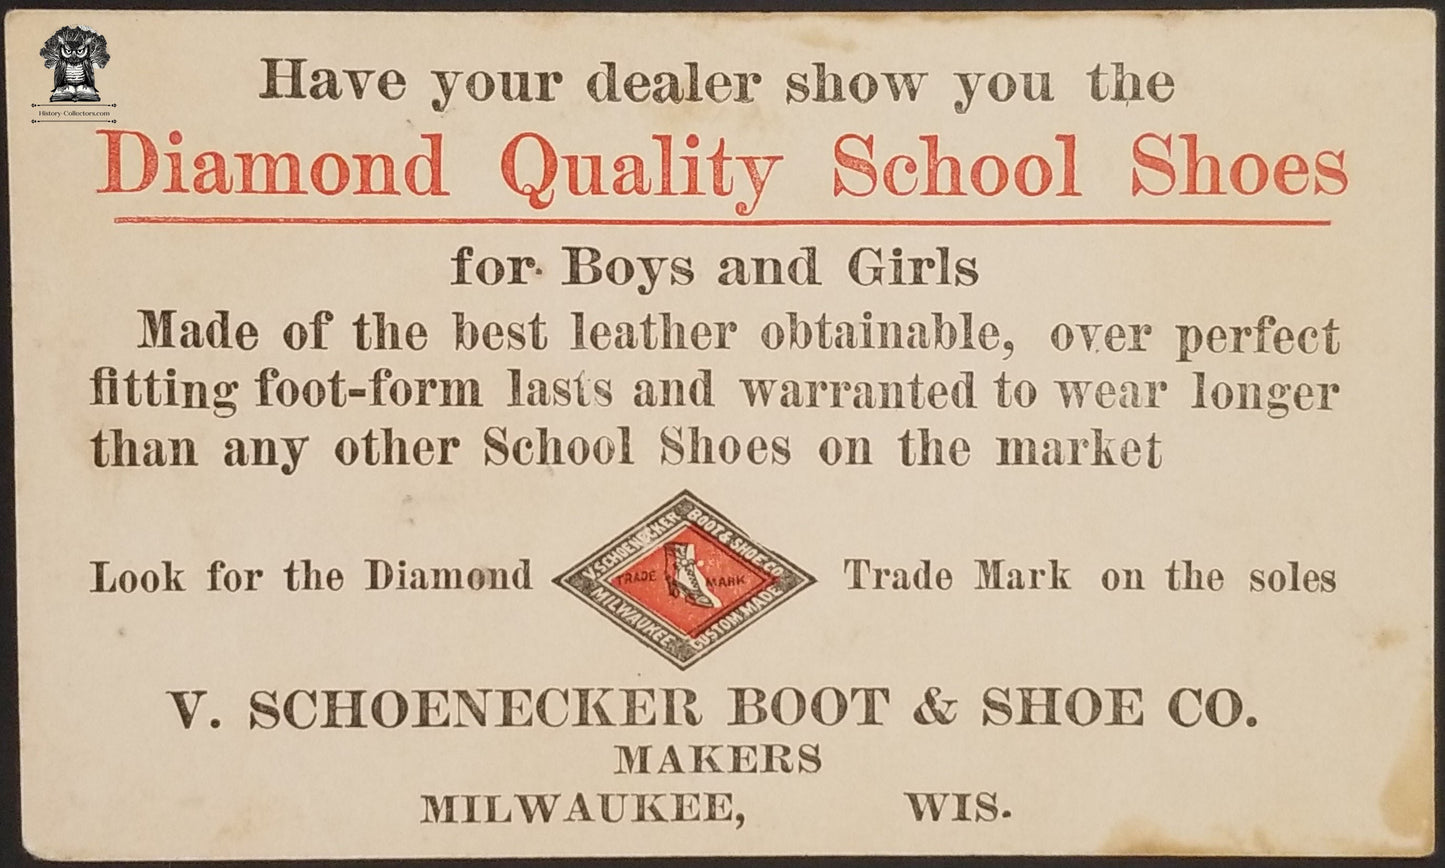 History-Collectors.com
Have your dealer show you the
Diamond Quality School Shoes
for Boys and Girls
Made of the best leather obtainable, over perfect
fitting foot-form lasts and warranted to wear longer
than any other School Shoes on the market
Look for the Diamond
V. SCHOENECKER BOOT & SHOE CO.
TRADE MARK
MILWAUKEE CUSTOM MADE
Trade Mark on the soles
V. SCHOENECKER BOOT & SHOE CO.
MAKERS
MILWAUKEE, WIS.